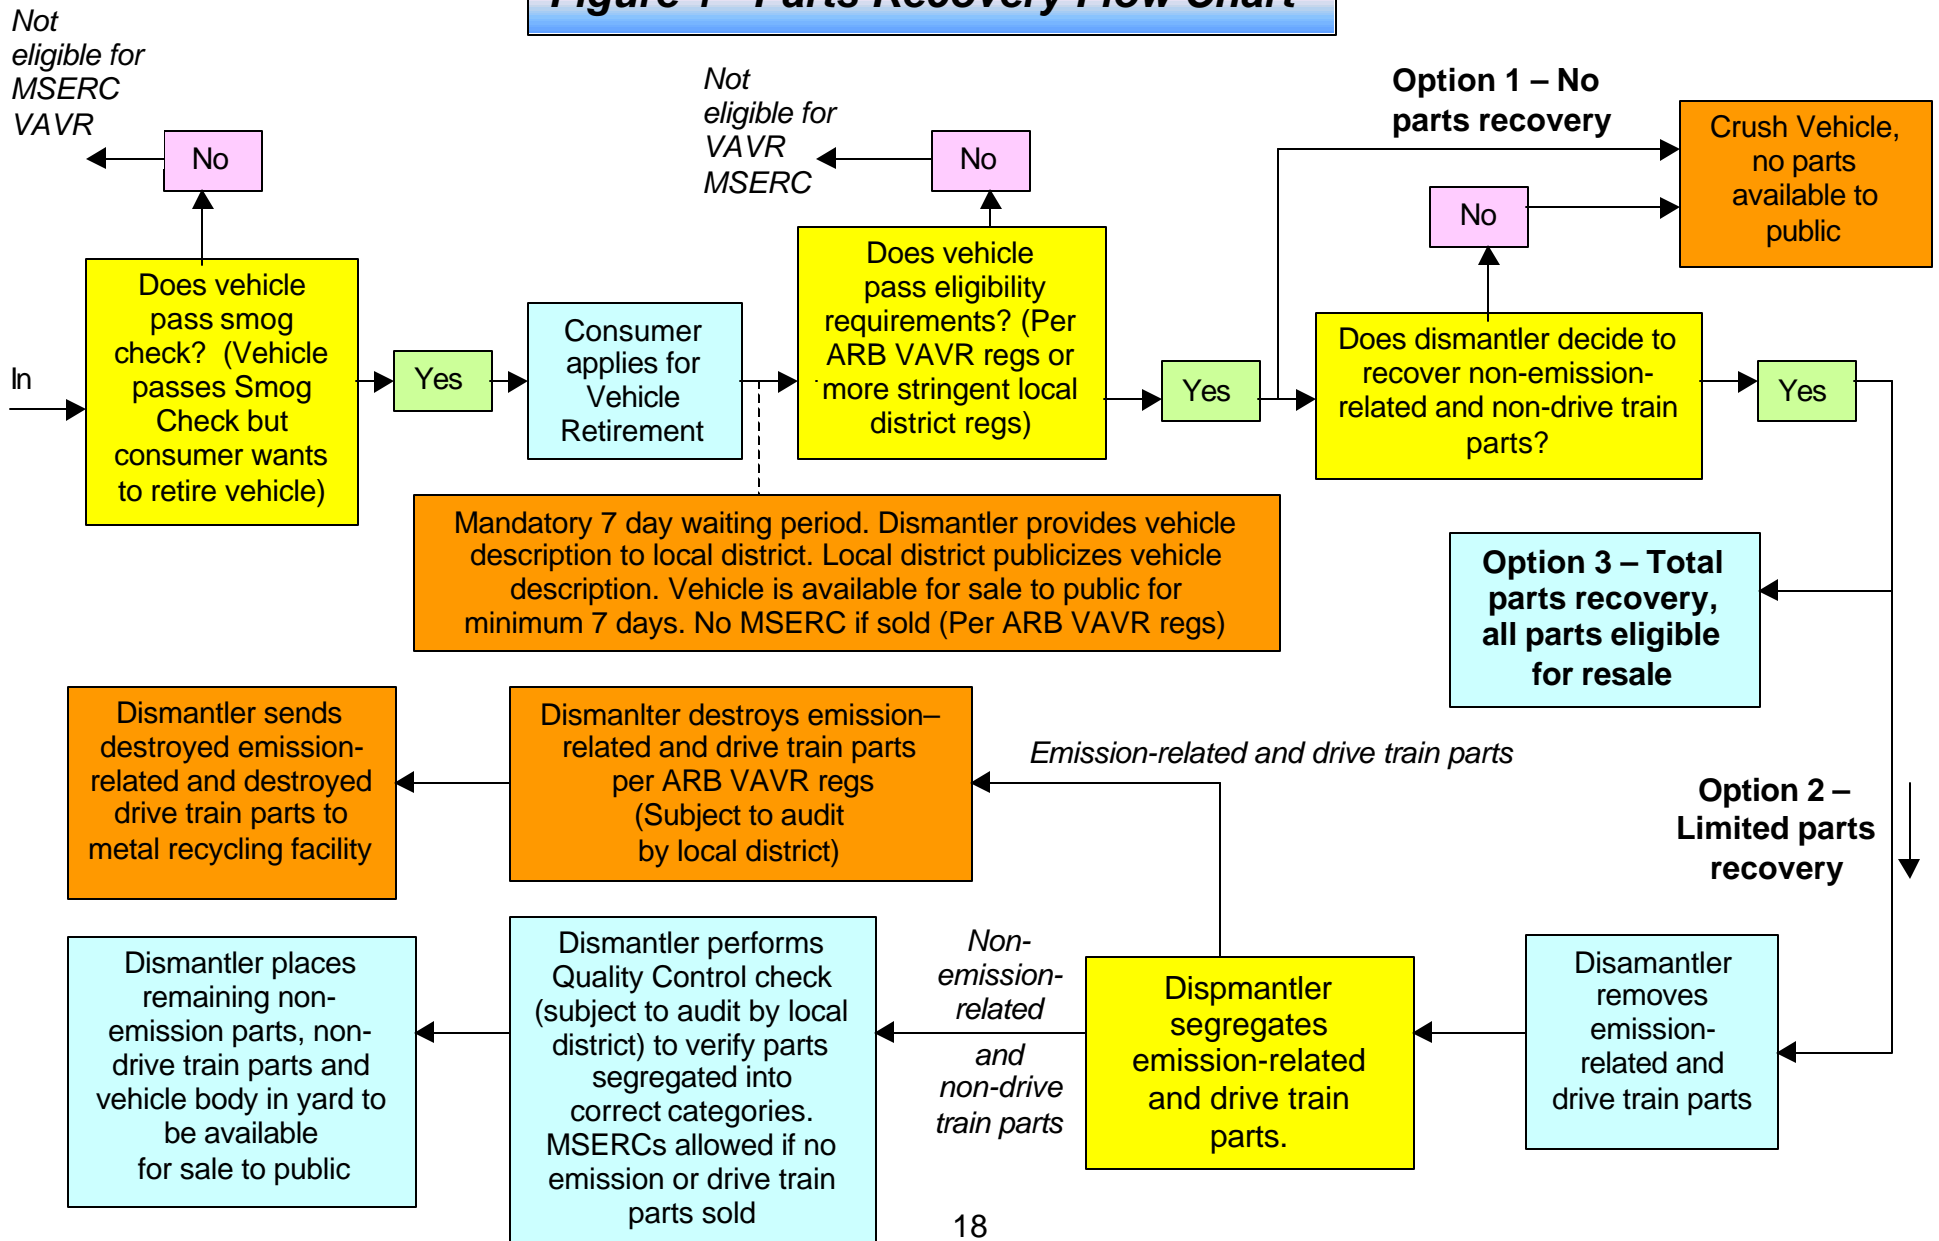 Figure 1 - Parts Recovery Flow Chart
Not
eligible for
MSERC
VAVR
No
Not
eligible for
VAVR
MSERC
No
Option 1 – No
parts recovery
Crush Vehicle,
no parts
available to
public
No
In
Does vehicle
pass smog
check?  (Vehicle
passes Smog
Check but
consumer wants
to retire vehicle)
Yes
Consumer
applies for
Vehicle
Retirement
Does vehicle
pass eligibility
requirements? (Per
ARB VAVR regs or
more stringent local
district regs)
Yes
Does dismantler decide to
recover non-emission-
related and non-drive train
parts?
Yes
Mandatory 7 day waiting period. Dismantler provides vehicle
description to local district. Local district publicizes vehicle
description. Vehicle is available for sale to public for
minimum 7 days. No MSERC if sold (Per ARB VAVR regs)
Option 3 – Total
parts recovery,
all parts eligible
for resale
Dismantler sends
destroyed emission-
related and destroyed
drive train parts to
metal recycling facility
Dismanlter destroys emission–
related and drive train parts
per ARB VAVR regs
(Subject to audit
by local district)
Emission-related and drive train parts
Option 2 –
Limited parts
recovery
Dismantler places
remaining non-
emission parts, non-
drive train parts and
vehicle body in yard to
be available
for sale to public
Dismantler performs
Quality Control check
(subject to audit by local
district) to verify parts
segregated into
correct categories.
MSERCs allowed if no
emission or drive train
parts sold
Non-
emission-
related
and
non-drive
train parts
Dispmantler
segregates
emission-related
and drive train
parts.
Disamantler
removes
emission-
related and
drive train parts
18